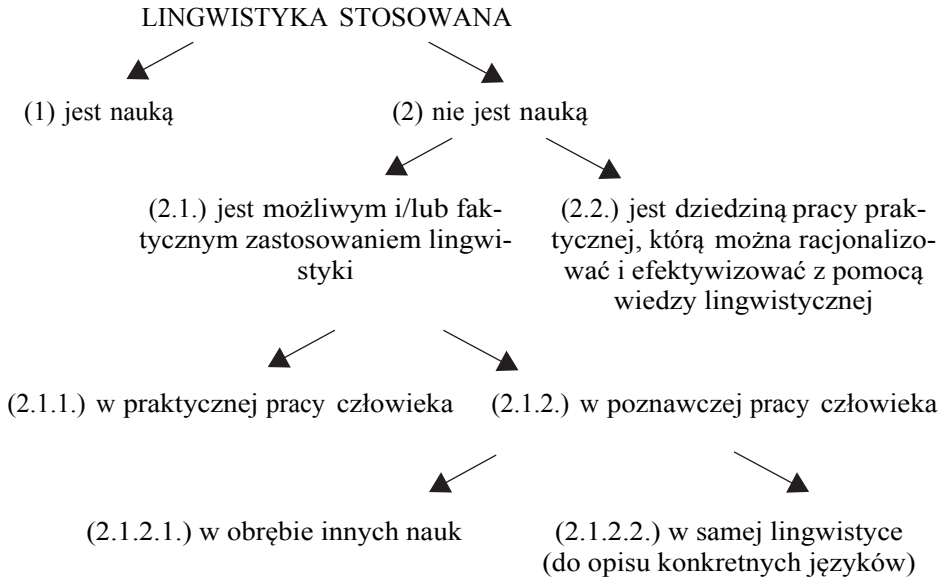 LINGWISTYKA STOSOWANA
(1) jest nauką
(2) nie jest nauką
(2.1.) jest możliwym i/lub fak-
tycznym zastosowaniem lingwi-
styki
(2.2.) jest dziedziną pracy prak-
tycznej, którą można racjonalizo-
wać i efektywizować z pomocą
wiedzy lingwistycznej
(2.1.1.) w praktycznej pracy człowieka
(2.1.2.) w poznawczej pracy człowieka
(2.1.2.1.) w obrębie innych nauk
(2.1.2.2.) w samej lingwistyce
(do opisu konkretnych języków)